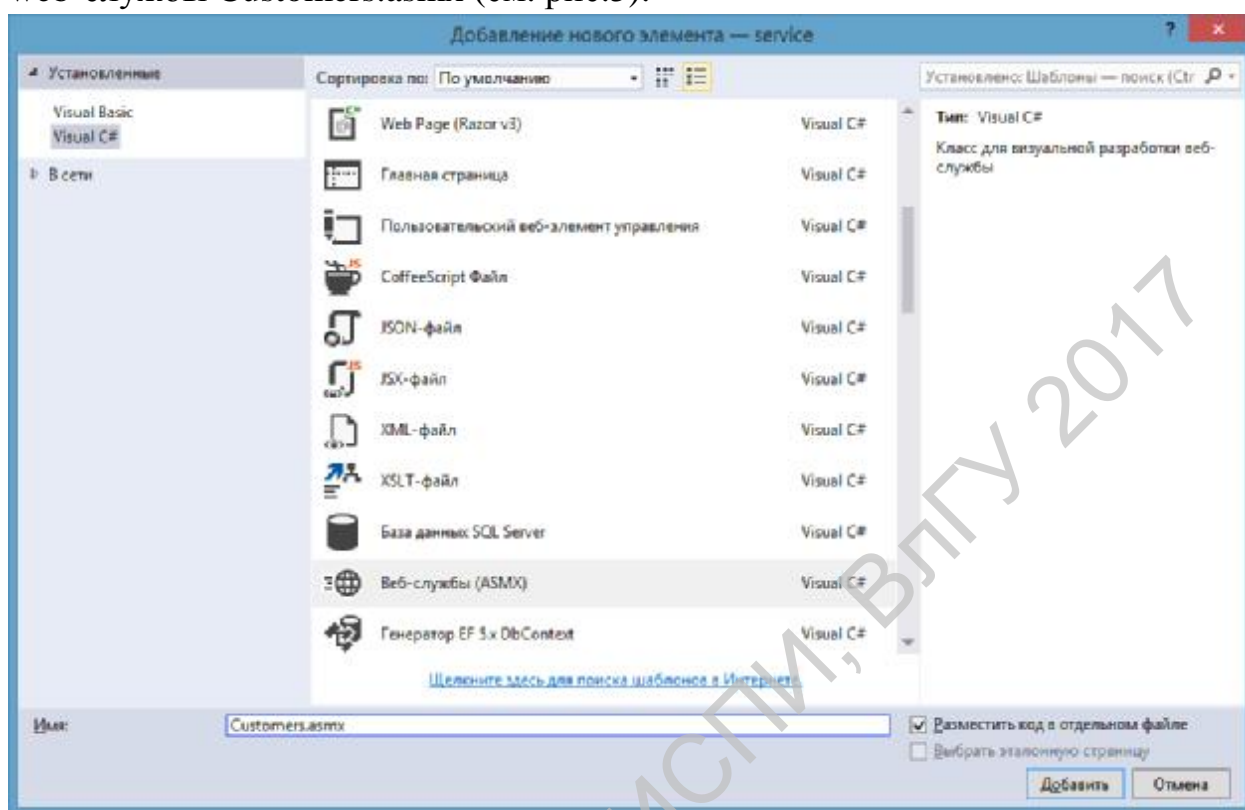 web-службы Customers.asmx (см. рис.3).
Добавление нового элемента — service
? ×
Установленные
Visual Basic
Visual C#
В сети
Сортировка по: По умолчанию
Установлено: Шаблоны — поиск (Ctr
Web Page (Razor v3) Visual C#
Главная страница Visual C#
Пользовательский веб-элемент управления Visual C#
CoffeeScript Файл Visual C#
JSON-файл Visual C#
JSX-файл Visual C#
XML-файл Visual C#
XSLT-файл Visual C#
База данных SQL Server Visual C#
Веб-службы (ASMX) Visual C#
Генератор EF 5.x DbContext Visual C#
Щелкните здесь для поиска шаблонов в Интернете.
Тип: Visual C#
Класс для визуальной разработки веб-
службы
Имя: Customers.asmx
Разместить код в отдельном файле
Выбрать эталонную страницу
Добавить Отмена
ИСПИ, ВлГУ 2017